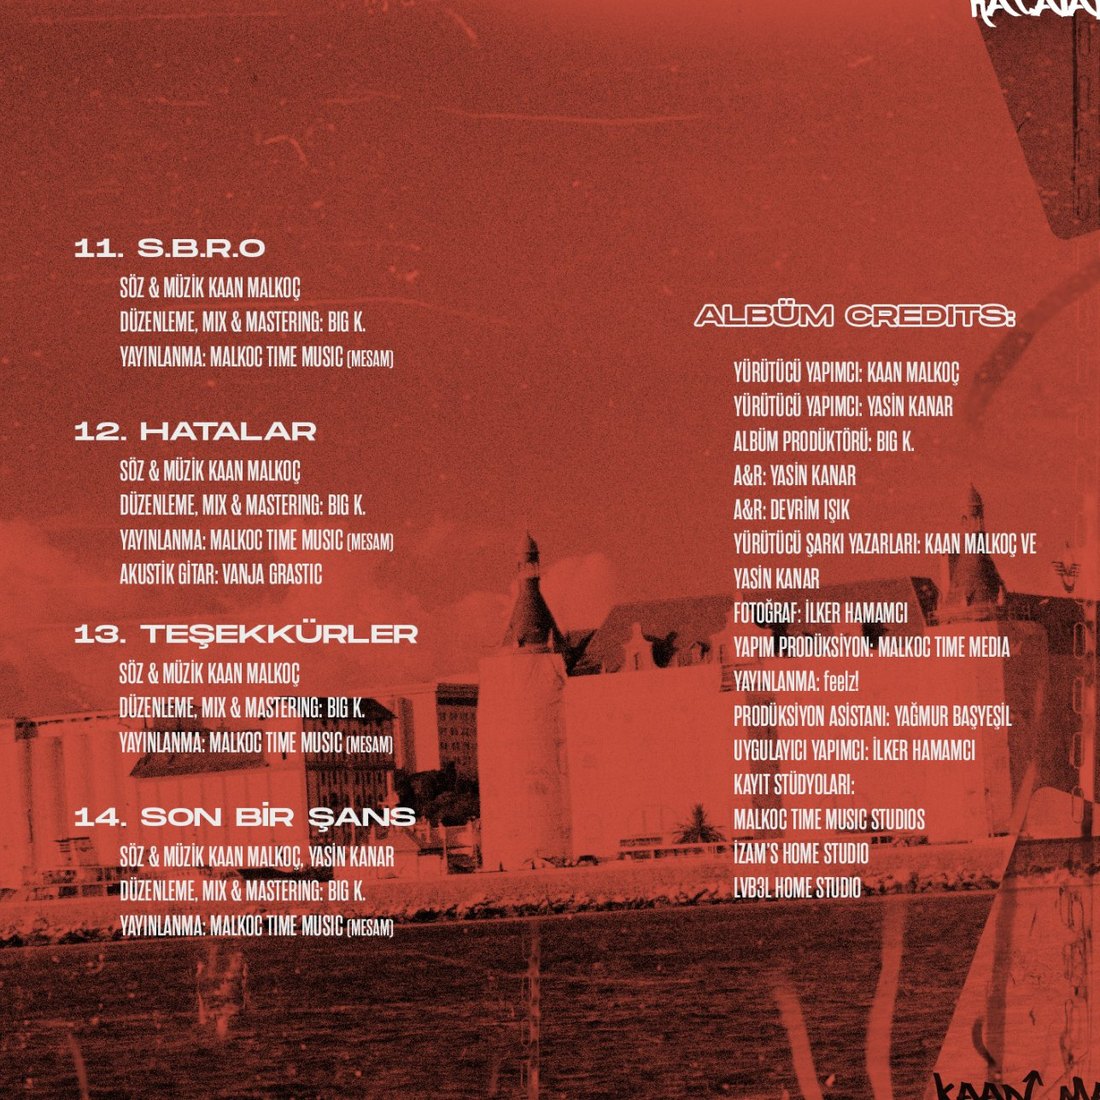 11. S.B.R.O
SÖZ & MÜZİK KAAN MALKOÇ
DÜZENLEME, MIX & MASTERING: BIG K.
YAYINLANMA: MALKOC TIME MUSIC (MESAM)
12. HATALAR
SÖZ & MÜZİK KAAN MALKOÇ
DÜZENLEME, MIX & MASTERING: BIG K.
YAYINLANMA: MALKOC TIME MUSIC (MESAM)
AKUSTİK GİTAR: VANJA GRASTIC
13. TEŞEKKÜRLER
SÖZ & MÜZİK KAAN MALKOÇ
DÜZENLEME, MIX & MASTERING: BIG K.
YAYINLANMA: MALKOC TIME MUSIC (MESAM)
14. SON BİR ŞANS
SÖZ & MÜZİK KAAN MALKOÇ, YASİN KANAR
DÜZENLEME, MIX & MASTERING: BIG K.
YAYINLANMA: MALKOC TIME MUSIC (MESAM)
ALBÜM CREDITS:
YÜRÜTÜCÜ YAPIMCI: KAAN MALKOÇ
YÜRÜTÜCÜ YAPIMCI: YASİN KANAR
ALBÜM PRODÜKTÖRÜ: BIG K.
A&R: YASİN KANAR
A&R: DEVRİM IŞIK
YÜRÜTÜCÜ ŞARKI YAZARLARI: KAAN MALKOÇ VE
YASİN KANAR
FOTOĞRAF: İLKER HAMAMCI
YAPIM PRODÜKSİYON: MALKOC TIME MEDIA
YAYINLANMA: feelz!
PRODÜKSİYON ASİSTANI: YAĞMUR BAŞYEŞİL
UYGULAYICI YAPIMCI: İLKER HAMAMCI
KAYIT STÜDYOLARI:
MALKOC TIME MUSIC STUDIOS
İZAM'S HOME STUDIO
LVB3L HOME STUDIO
KAAN